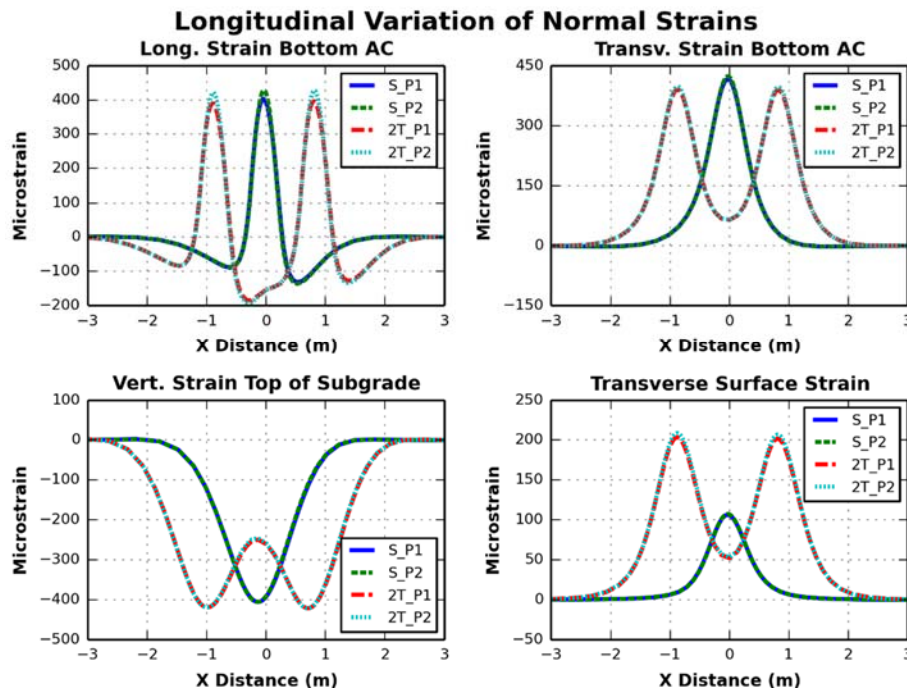 Longitudinal Variation of Normal Strains
Long. Strain Bottom AC
500
400
300
200
100
0
−100
−200
Microstrain
−3 −2 −1 0 1 2 3
X Distance (m)
S_P1
S_P2
2T_P1
2T_P2
Transv. Strain Bottom AC
450
300
150
0
−150
Microstrain
−3 −2 −1 0 1 2 3
X Distance (m)
S_P1
S_P2
2T_P1
2T_P2
Vert. Strain Top of Subgrade
100
0
−100
−200
−300
−400
−500
Microstrain
−3 −2 −1 0 1 2 3
X Distance (m)
S_P1
S_P2
2T_P1
2T_P2
Transverse Surface Strain
250
200
150
100
50
0
−50
Microstrain
−3 −2 −1 0 1 2 3
X Distance (m)
S_P1
S_P2
2T_P1
2T_P2